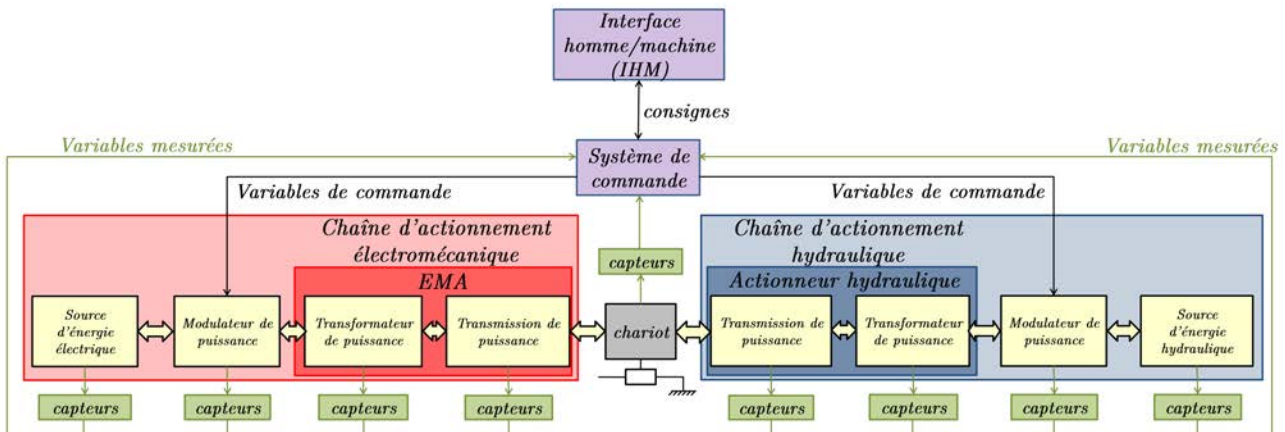 Interface
homme/machine
(IHM)
consignes
Variables mesurées
Variables mesurées
Système de
commande
Variables de commande
Variables de commande
Chaîne d'actionnement
électromécanique
EMA
Source
d'énergie
électrique
Modulateur de
puissance
Transformateur
de puissance
Transmission de
puissance
capteurs
chariot
Chaîne d'actionnement
hydraulique
Actionneur hydraulique
Transmission de
puissance
Transformateur
de puissance
Modulateur de
puissance
Source
d'énergie
hydraulique
capteurs
capteurs
capteurs
capteurs
capteurs
capteurs
capteurs
capteurs